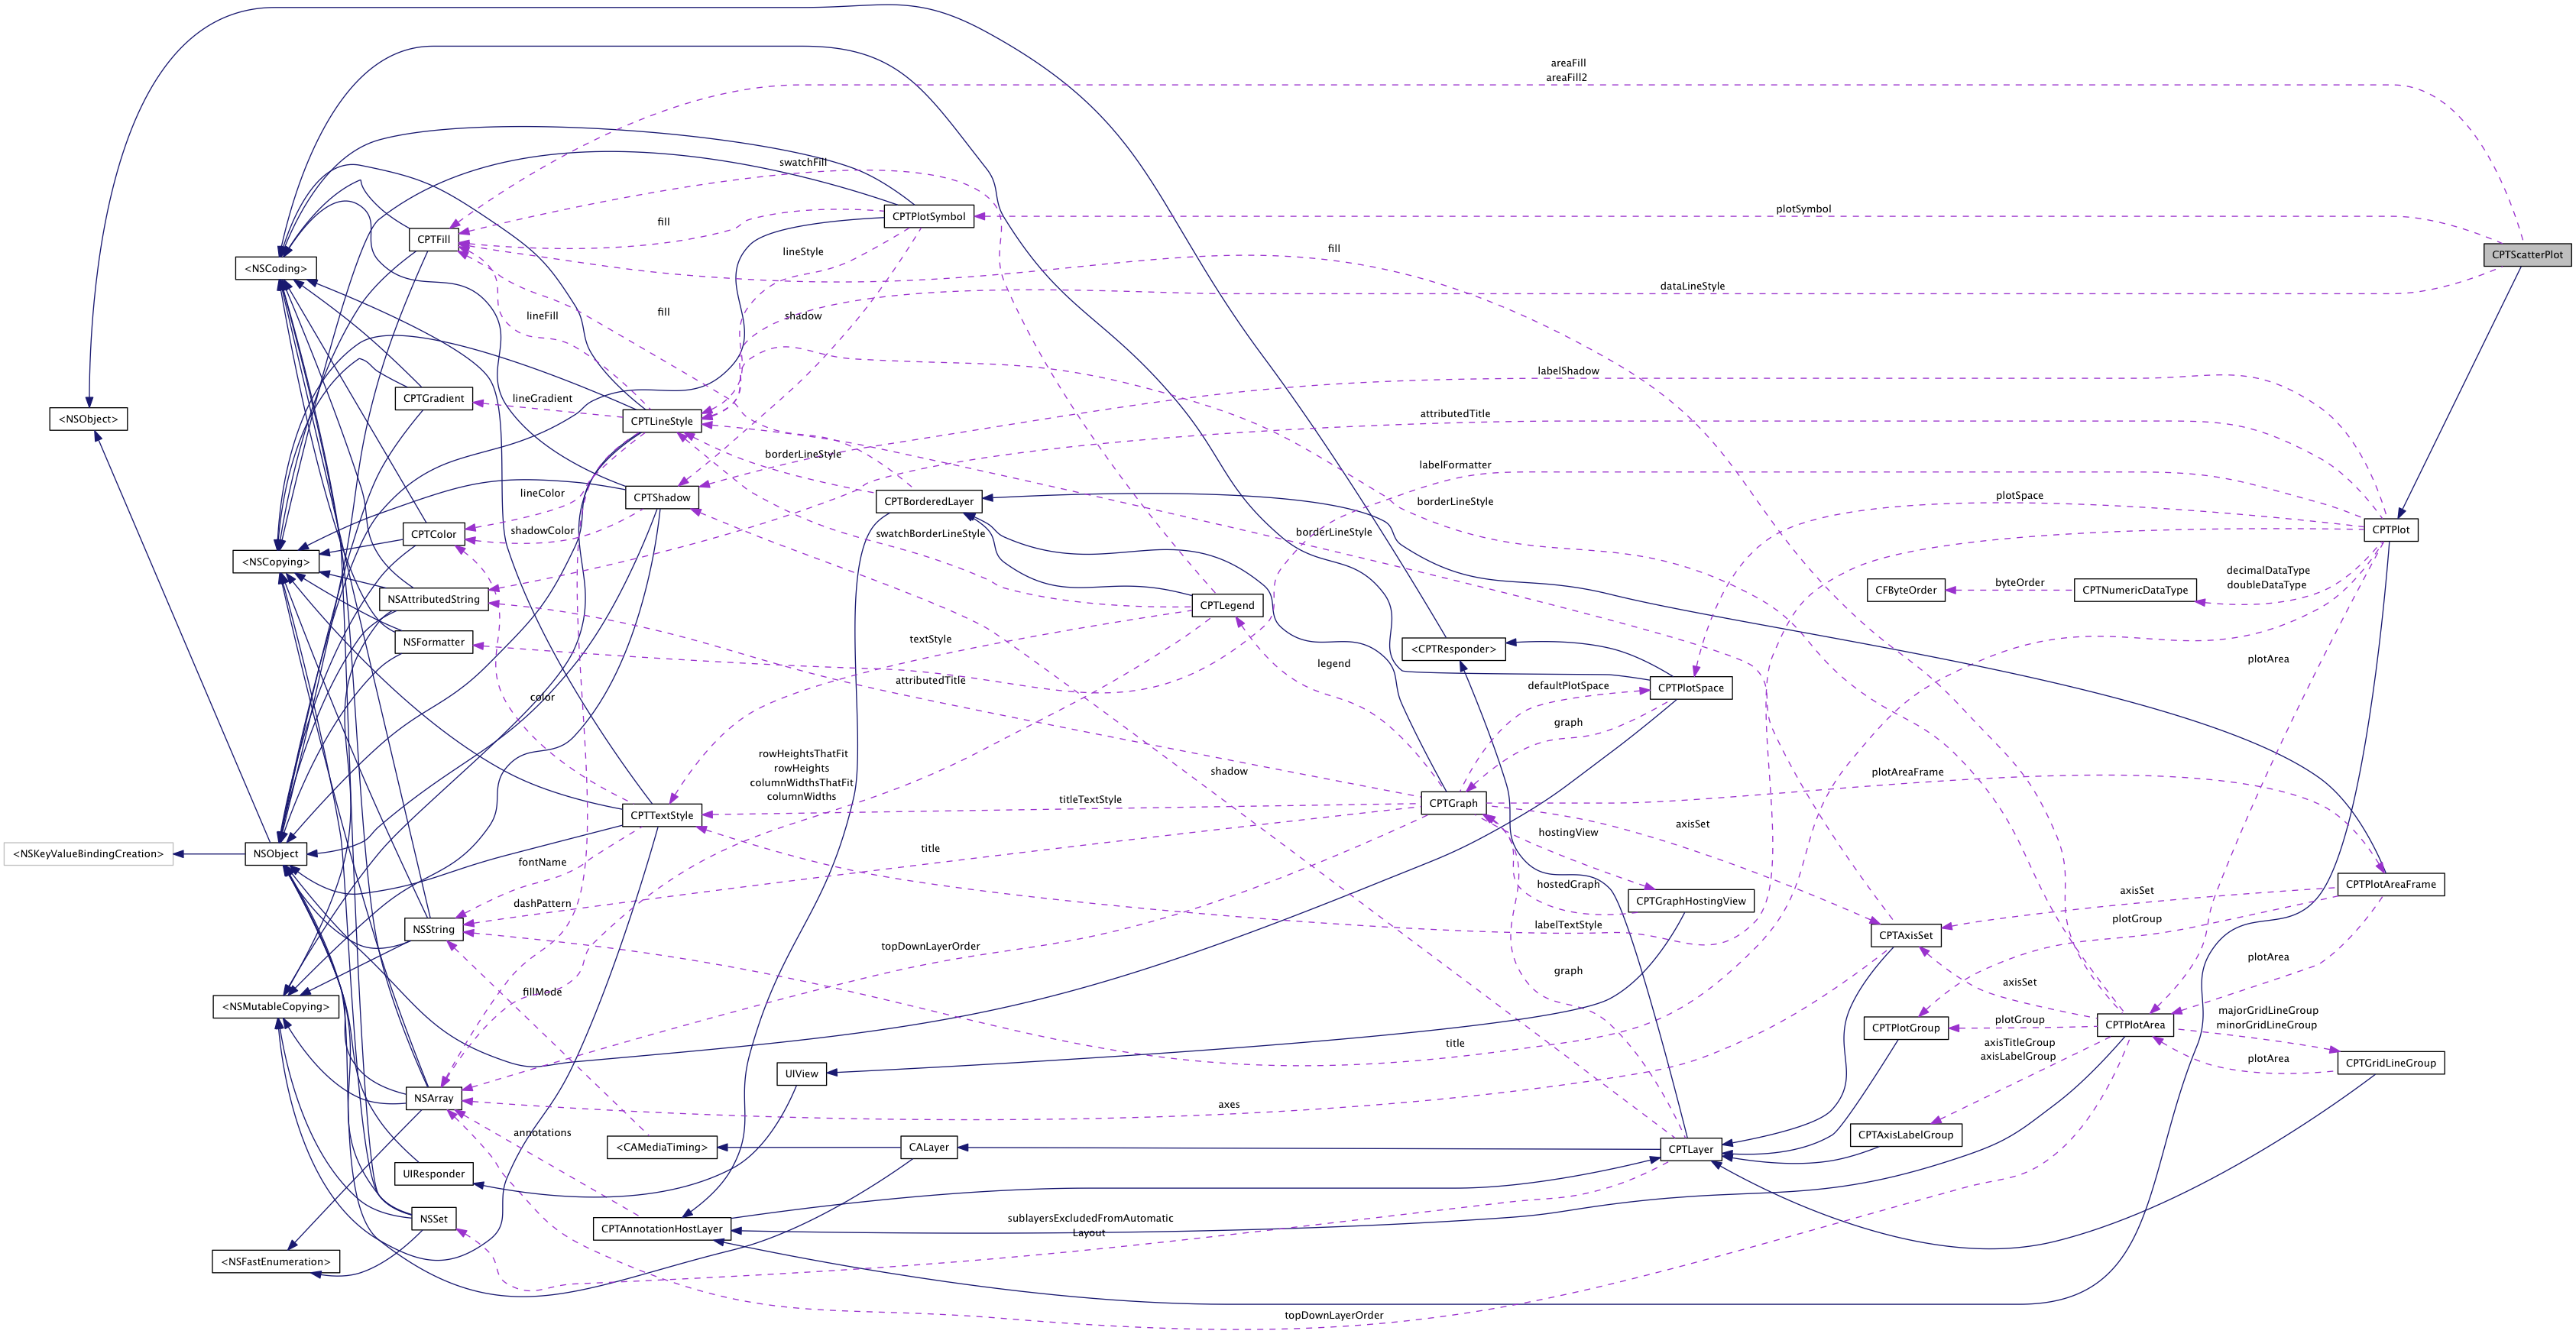 areaFill
areaFill2
swatchFill
plotSymbol
CPTPlotSymbol
fill
CPTFill
lineStyle
fill
CPTScatterPlot
<NSCoding>
dataLineStyle
lineFill
fill
shadow
labelShadow
lineGradient
CPTGradient
<NSObject>
CPTLineStyle
attributedTitle
borderLineStyle
labelFormatter
lineColor
CPTShadow
CPTBorderedLayer
borderLineStyle
plotSpace
shadowColor
CPTColor
swatchBorderLineStyle
borderLineStyle
CPTPlot
<NSCopying>
decimalDataType
doubleDataType
byteOrder
CFByteOrder
CPTNumericDataType
NSAttributedString
CPTLegend
textStyle
NSFormatter
<CPTResponder>
legend
plotArea
attributedTitle
defaultPlotSpace
CPTPlotSpace
color
graph
rowHeightsThatFit
rowHeights
columnWidthsThatFit
columnWidths
shadow
plotAreaFrame
titleTextStyle
CPTGraph
CPTTextStyle
axisSet
hostingView
title
<NSKeyValueBindingCreation>
NSObject
fontName
hostedGraph
axisSet
CPTPlotAreaFrame
dashPattern
CPTGraphHostingView
plotGroup
labelTextStyle
NSString
CPTAxisSet
topDownLayerOrder
plotArea
graph
axisSet
fillMode
<NSMutableCopying>
majorGridLineGroup
minorGridLineGroup
plotGroup
CPTPlotGroup
CPTPlotArea
title
axisTitleGroup
axisLabelGroup
plotArea
CPTGridLineGroup
UIView
NSArray
axes
annotations
<CAMediaTiming>
CALayer
CPTLayer
CPTAxisLabelGroup
UIResponder
NSSet
CPTAnnotationHostLayer
sublayersExcludedFromAutomatic
Layout
<NSFastEnumeration>
topDownLayerOrder